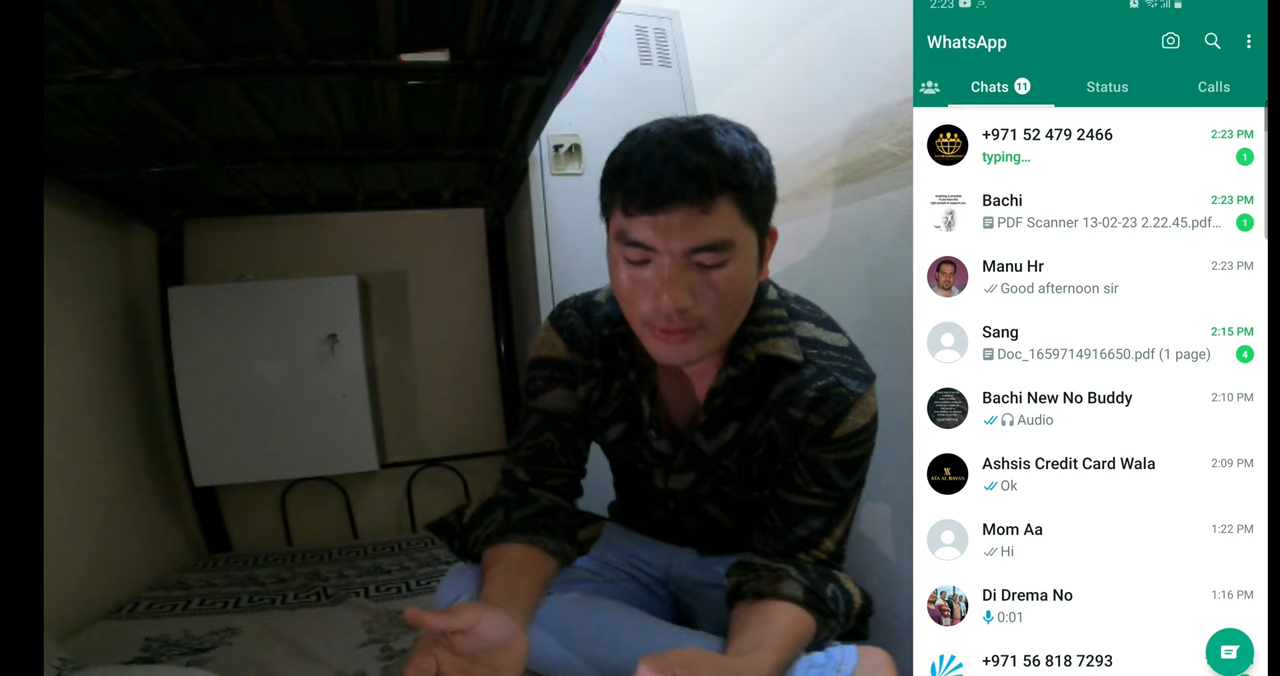 2:23
WhatsApp
Chats 11
Status
Calls
+971 52 479 2466
2:23 PM
typing...
1
Bachi
2:23 PM
PDF Scanner 13-02-23 2.22.45.pdf...
1
Manu Hr
2:23 PM
Good afternoon sir
Sang
2:15 PM
Doc_1659714916650.pdf (1 page)
4
Bachi New No Buddy
2:10 PM
Audio
Ashsis Credit Card Wala
2:09 PM
Ok
ATA AL BAYAN
Mom Aa
1:22 PM
Hi
Di Drema No
1:16 PM
0:01
+971 56 818 7293